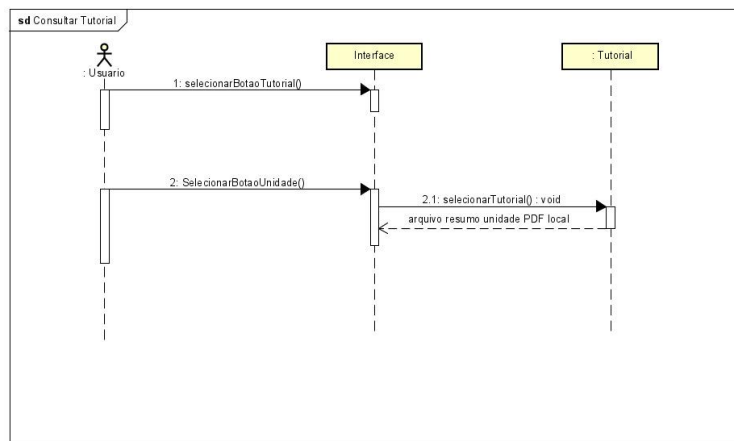 sd Consultar Tutorial
: Usuario
Interface
: Tutorial
1: selecionarBotaoTutorial()
2: SelecionarBotaoUnidade()
2.1: selecionarTutorial() : void
arquivo resumo unidade PDF local